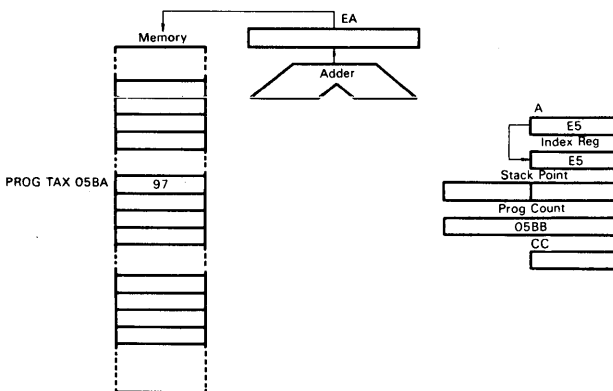 EA
Memory
Adder
A
E5
Index Reg
E5
Stack Point
PROG TAX 05BA
97
Prog Count
05BB
CC